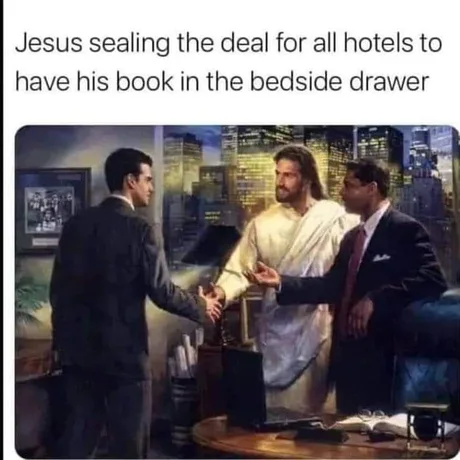 Jesus sealing the deal for all hotels to
have his book in the bedside drawer